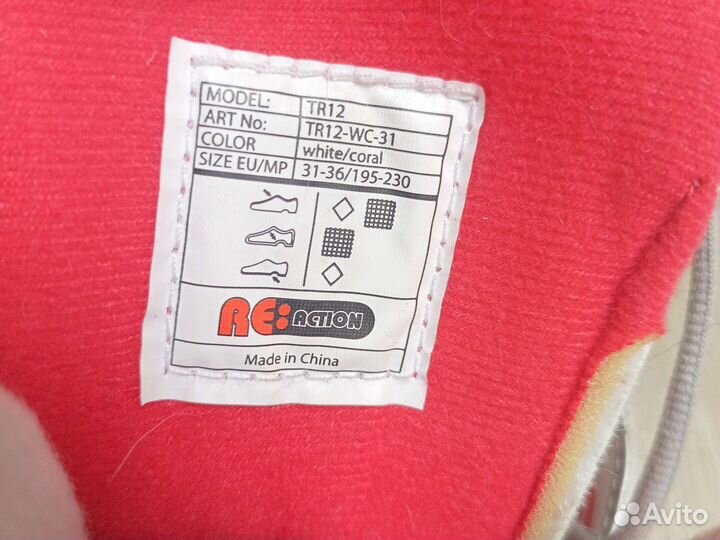 MODEL: TR12
ART No: TR12-WC-31
COLOR white/coral
SIZE EU/MP 31-36/195-230
RE:ACTION
Made in China
Avito